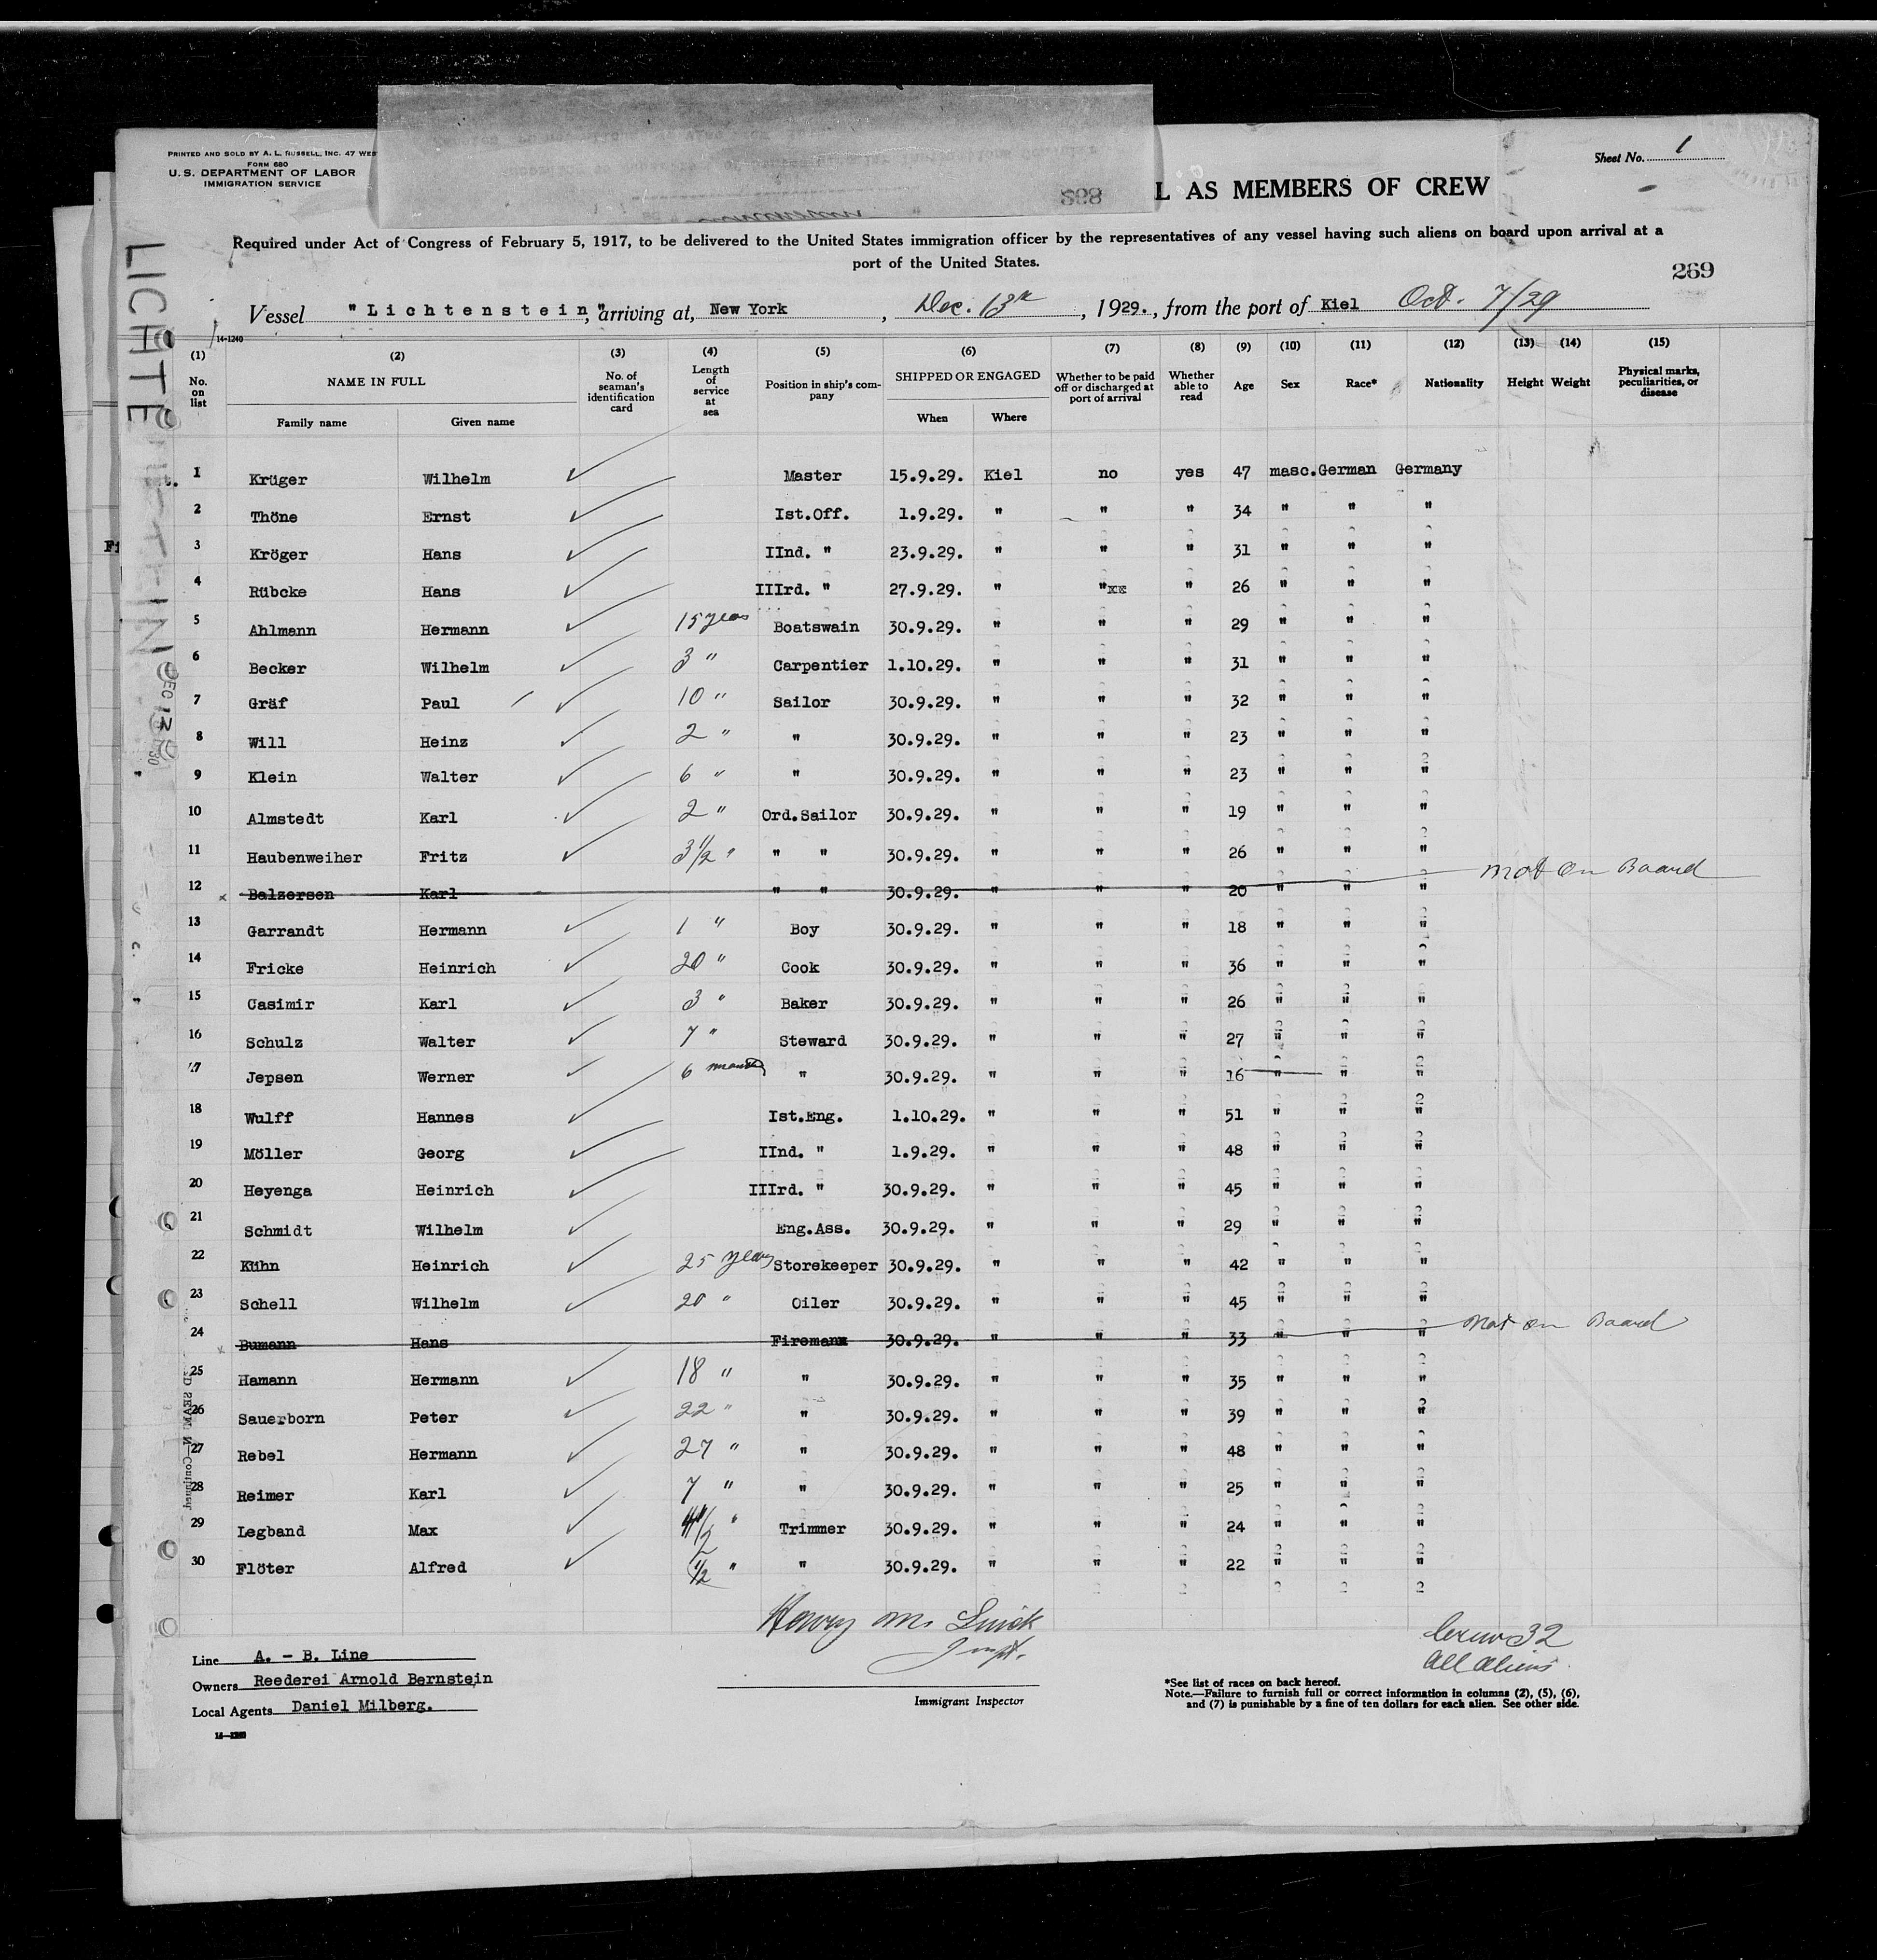 PRINTED AND SOLD BY A. L. RUSSELL, INC. 47 WES
FORM 680
U. S. DEPARTMENT OF LABOR
IMMIGRATION SERVICE
Sheet No. 1
L AS MEMBERS OF CREW
Required under Act of Congress of February 5, 1917, to be delivered to the United States immigration officer by the representatives of any vessel having such aliens on board upon arrival at a
port of the United States.
269
Vessel "Lichtenstein", arriving at, New York, Dec. 13th, 1929., from the port of Kiel Oct. 7/29
14-1240
(1) (2) (3) (4) (5) (6) (7) (8) (9) (10) (11) (12) (13) (14) (15)
No. on list NAME IN FULL Family name Given name No. of seaman's identification card Length of service at sea Position in ship's company SHIPPED OR ENGAGED When Where Whether to be paid off or discharged at port of arrival Whether able to read Age Sex Race* Nationality Height Weight Physical marks, peculiarities, or disease
1 Krüger Wilhelm Master 15.9.29. Kiel no yes 47 masc. German Germany
2 Thöne Ernst Ist.Off. 1.9.29. " " " 34 " " "
3 Kröger Hans IInd. " 23.9.29. " " " 31 " " "
4 Rübcke Hans IIIrd. " 27.9.29. " "xx " 26 " " "
5 Ahlmann Hermann 15 years Boatswain 30.9.29. " " " 29 " " "
6 Becker Wilhelm 3 " Carpentier 1.10.29. " " " 31 " " "
7 Gräf Paul 10 " Sailor 30.9.29. " " " 32 " " "
8 Will Heinz 2 " " 30.9.29. " " " 23 " " "
9 Klein Walter 6 " " 30.9.29. " " " 23 " " "
10 Almstedt Karl 2 " Ord.Sailor 30.9.29. " " " 19 " " "
11 Haubenweiher Fritz 3 1/2 " " " 30.9.29. " " " 26 " " "
12 Balzersen Karl " " 30.9.29. " " " 20 " " " not on Board
13 Garrandt Hermann 1 " Boy 30.9.29. " " " 18 " " "
14 Fricke Heinrich 20 " Cook 30.9.29. " " " 36 " " "
15 Casimir Karl 3 " Baker 30.9.29. " " " 26 " " "
16 Schulz Walter 7 " Steward 30.9.29. " " " 27 " " "
17 Jepsen Werner 6 months " 30.9.29. " " " 16 " " "
18 Wulff Hannes Ist.Eng. 1.10.29. " " " 51 " " "
19 Möller Georg IInd. " 1.9.29. " " " 48 " " "
20 Heyenga Heinrich IIIrd. " 30.9.29. " " " 45 " " "
21 Schmidt Wilhelm Eng.Ass. 30.9.29. " " " 29 " " "
22 Kühn Heinrich 25 years Storekeeper 30.9.29. " " " 42 " " "
23 Schell Wilhelm 20 " Oiler 30.9.29. " " " 45 " " "
24 Bumann Hans Firemann 30.9.29. " " " 33 " " " Not on Board
25 Hamann Hermann 18 " " 30.9.29. " " " 35 " " "
26 Sauerborn Peter 22 " " 30.9.29. " " " 39 " " "
27 Rebel Hermann 27 " " 30.9.29. " " " 48 " " "
28 Reimer Karl 7 " " 30.9.29. " " " 25 " " "
29 Legband Max 1/2 " Trimmer 30.9.29. " " " 24 " " "
30 Flöter Alfred 1/2 " " 30.9.29. " " " 22 " " "
Line A. - B. Line
Owners Reederei Arnold Bernstein
Local Agents Daniel Milberg.
14-1240
Immigrant Inspector
Crew 32
All Aliens
*See list of races on back hereof.
Note.—Failure to furnish full or correct information in columns (2), (5), (6),
and (7) is punishable by a fine of ten dollars for each alien. See other side.